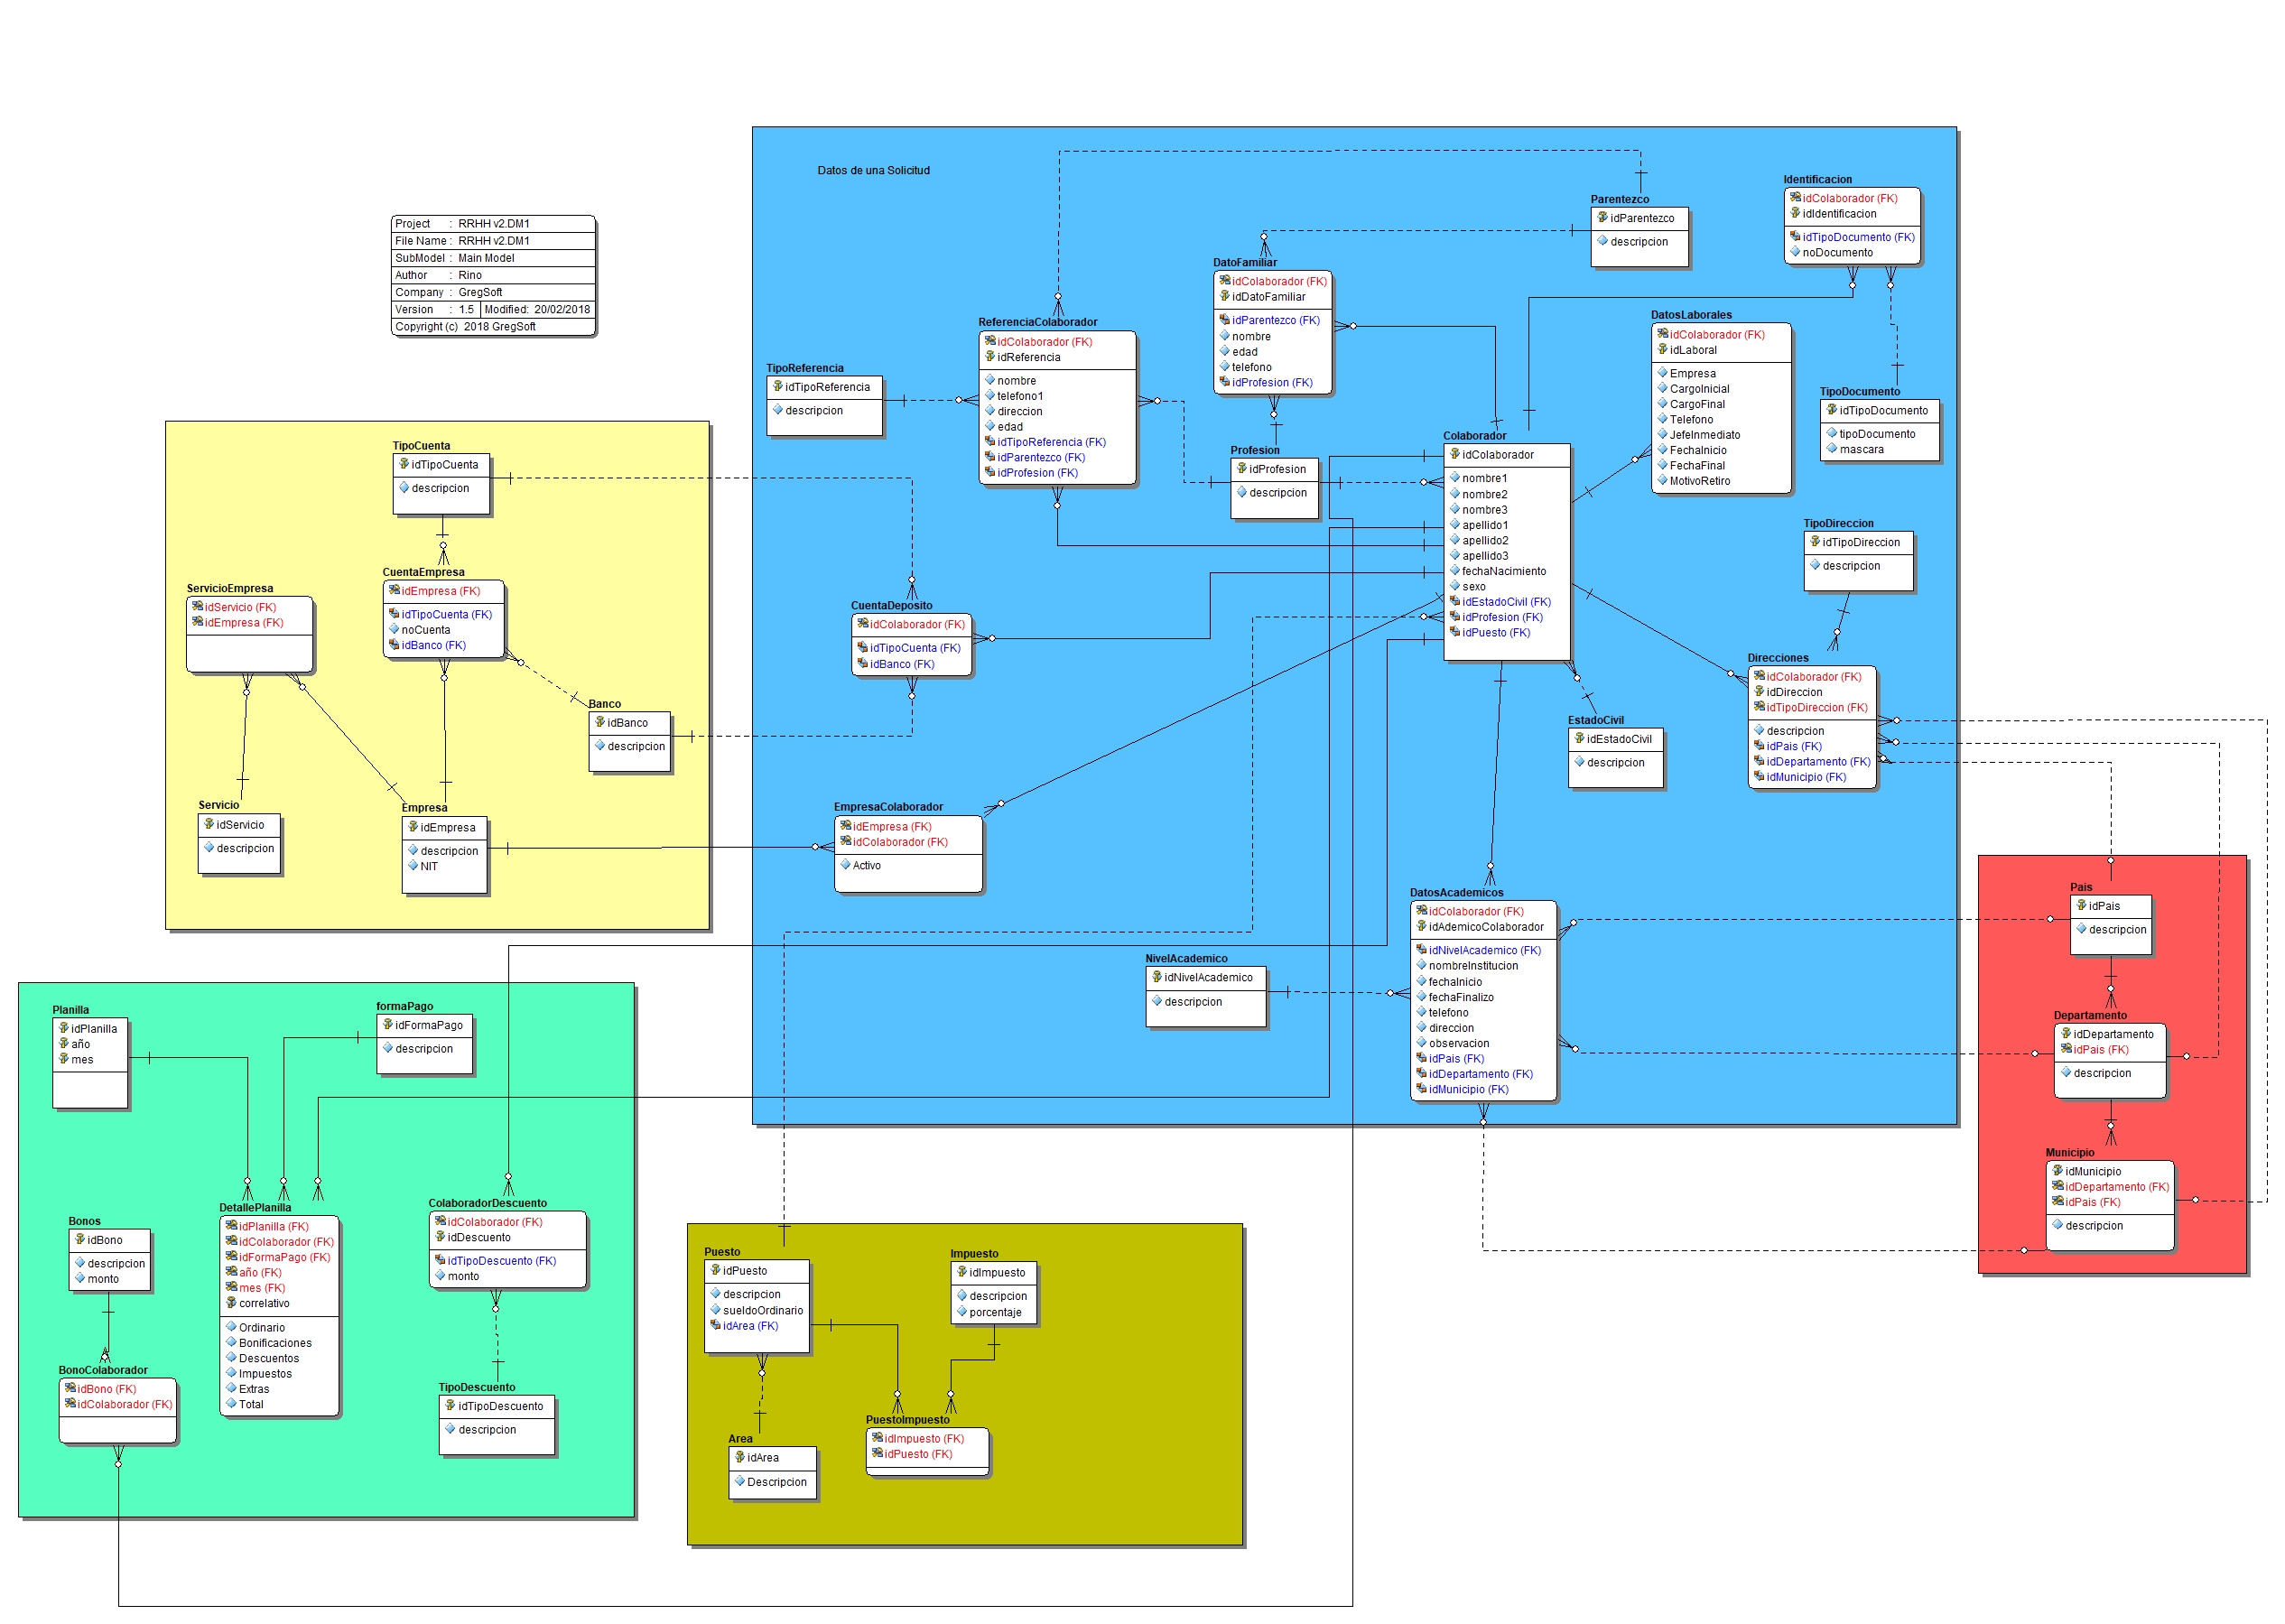 Datos de una Solicitud
Project : RRHH v2.DM1
File Name : RRHH v2.DM1
SubModel : Main Model
Author : Rino
Company : GregSoft
Version : 1.5 Modified: 20/02/2018
Copyright (c) 2018 GregSoft
Parentezco
idParentezco
descripcion
Identificacion
idColaborador (FK)
idIdentificacion
idTipoDocumento (FK)
noDocumento
DatoFamiliar
idColaborador (FK)
idDatoFamiliar
idParentezco (FK)
nombre
edad
telefono
idProfesion (FK)
ReferenciaColaborador
idColaborador (FK)
idReferencia
nombre
telefono1
direccion
edad
idTipoReferencia (FK)
idParentezco (FK)
idProfesion (FK)
DatosLaborales
idColaborador (FK)
idLaboral
Empresa
CargoInicial
CargoFinal
Telefono
JefeInmediato
FechaInicio
FechaFinal
MotivoRetiro
TipoReferencia
idTipoReferencia
descripcion
TipoDocumento
idTipoDocumento
tipoDocumento
mascara
Profesion
idProfesion
descripcion
Colaborador
idColaborador
nombre1
nombre2
nombre3
apellido1
apellido2
apellido3
fechaNacimiento
sexo
idEstadoCivil (FK)
idProfesion (FK)
idPuesto (FK)
TipoCuenta
idTipoCuenta
descripcion
TipoDireccion
idTipoDireccion
descripcion
CuentaEmpresa
idEmpresa (FK)
idTipoCuenta (FK)
noCuenta
idBanco (FK)
ServicioEmpresa
idServicio (FK)
idEmpresa (FK)
CuentaDeposito
idColaborador (FK)
idTipoCuenta (FK)
idBanco (FK)
Direcciones
idColaborador (FK)
idDireccion
idTipoDireccion (FK)
descripcion
idPais (FK)
idDepartamento (FK)
idMunicipio (FK)
Banco
idBanco
descripcion
EstadoCivil
idEstadoCivil
descripcion
Servicio
idServicio
descripcion
Empresa
idEmpresa
descripcion
NIT
EmpresaColaborador
idEmpresa (FK)
idColaborador (FK)
Activo
DatosAcademicos
idColaborador (FK)
idAdemicoColaborador
idNivelAcademico (FK)
nombreInstitucion
fechaInicio
fechaFinalizo
telefono
direccion
observacion
idPais (FK)
idDepartamento (FK)
idMunicipio (FK)
Pais
idPais
descripcion
NivelAcademico
idNivelAcademico
descripcion
Planilla
idPlanilla
año
mes
formaPago
idFormaPago
descripcion
Departamento
idDepartamento
idPais (FK)
descripcion
Municipio
idMunicipio
idDepartamento (FK)
idPais (FK)
descripcion
DetallePlanilla
idPlanilla (FK)
idColaborador (FK)
idFormaPago (FK)
año (FK)
mes (FK)
correlativo
Ordinario
Bonificaciones
Descuentos
Impuestos
Extras
Total
ColaboradorDescuento
idColaborador (FK)
idDescuento
idTipoDescuento (FK)
monto
Bonos
idBono
descripcion
monto
Puesto
idPuesto
descripcion
sueldoOrdinario
idArea (FK)
Impuesto
idImpuesto
descripcion
porcentaje
BonoColaborador
idBono (FK)
idColaborador (FK)
TipoDescuento
idTipoDescuento
descripcion
PuestoImpuesto
idImpuesto (FK)
idPuesto (FK)
Area
idArea
Descripcion